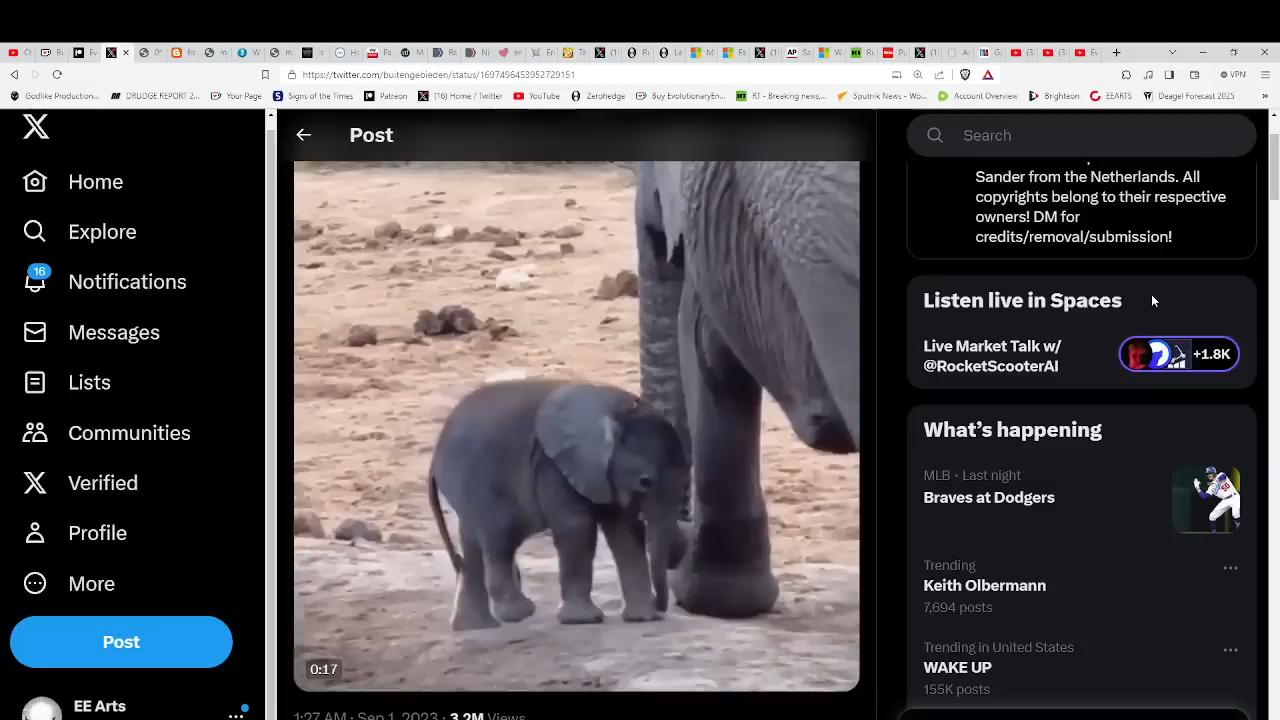 https://twitter.com/buitengebieden/status/1697496453952729151
VPN
Godlike Production...
DRUDGE REPORT 2...
Your Page
Signs of the Times
Patreon
(16) Home / Twitter
YouTube
Zerohedge
Buy EvolutionaryEn...
RT - Breaking news,...
Sputnik News - Wo...
Account Overview
Brighteon
EEARTS
Deagel Forecast 2025
Home
Explore
16
Notifications
Messages
Lists
Communities
Verified
Profile
More
Post
EE Arts
Post
0:17
1:27 AM · Sep 1, 2023 · 3.2M Views
Search
Sander from the Netherlands. All
copyrights belong to their respective
owners! DM for
credits/removal/submission!
Listen live in Spaces
Live Market Talk w/
@RocketScooterAI
+1.8K
What’s happening
MLB · Last night
Braves at Dodgers
Trending
Keith Olbermann
7,694 posts
Trending in United States
WAKE UP
155K posts